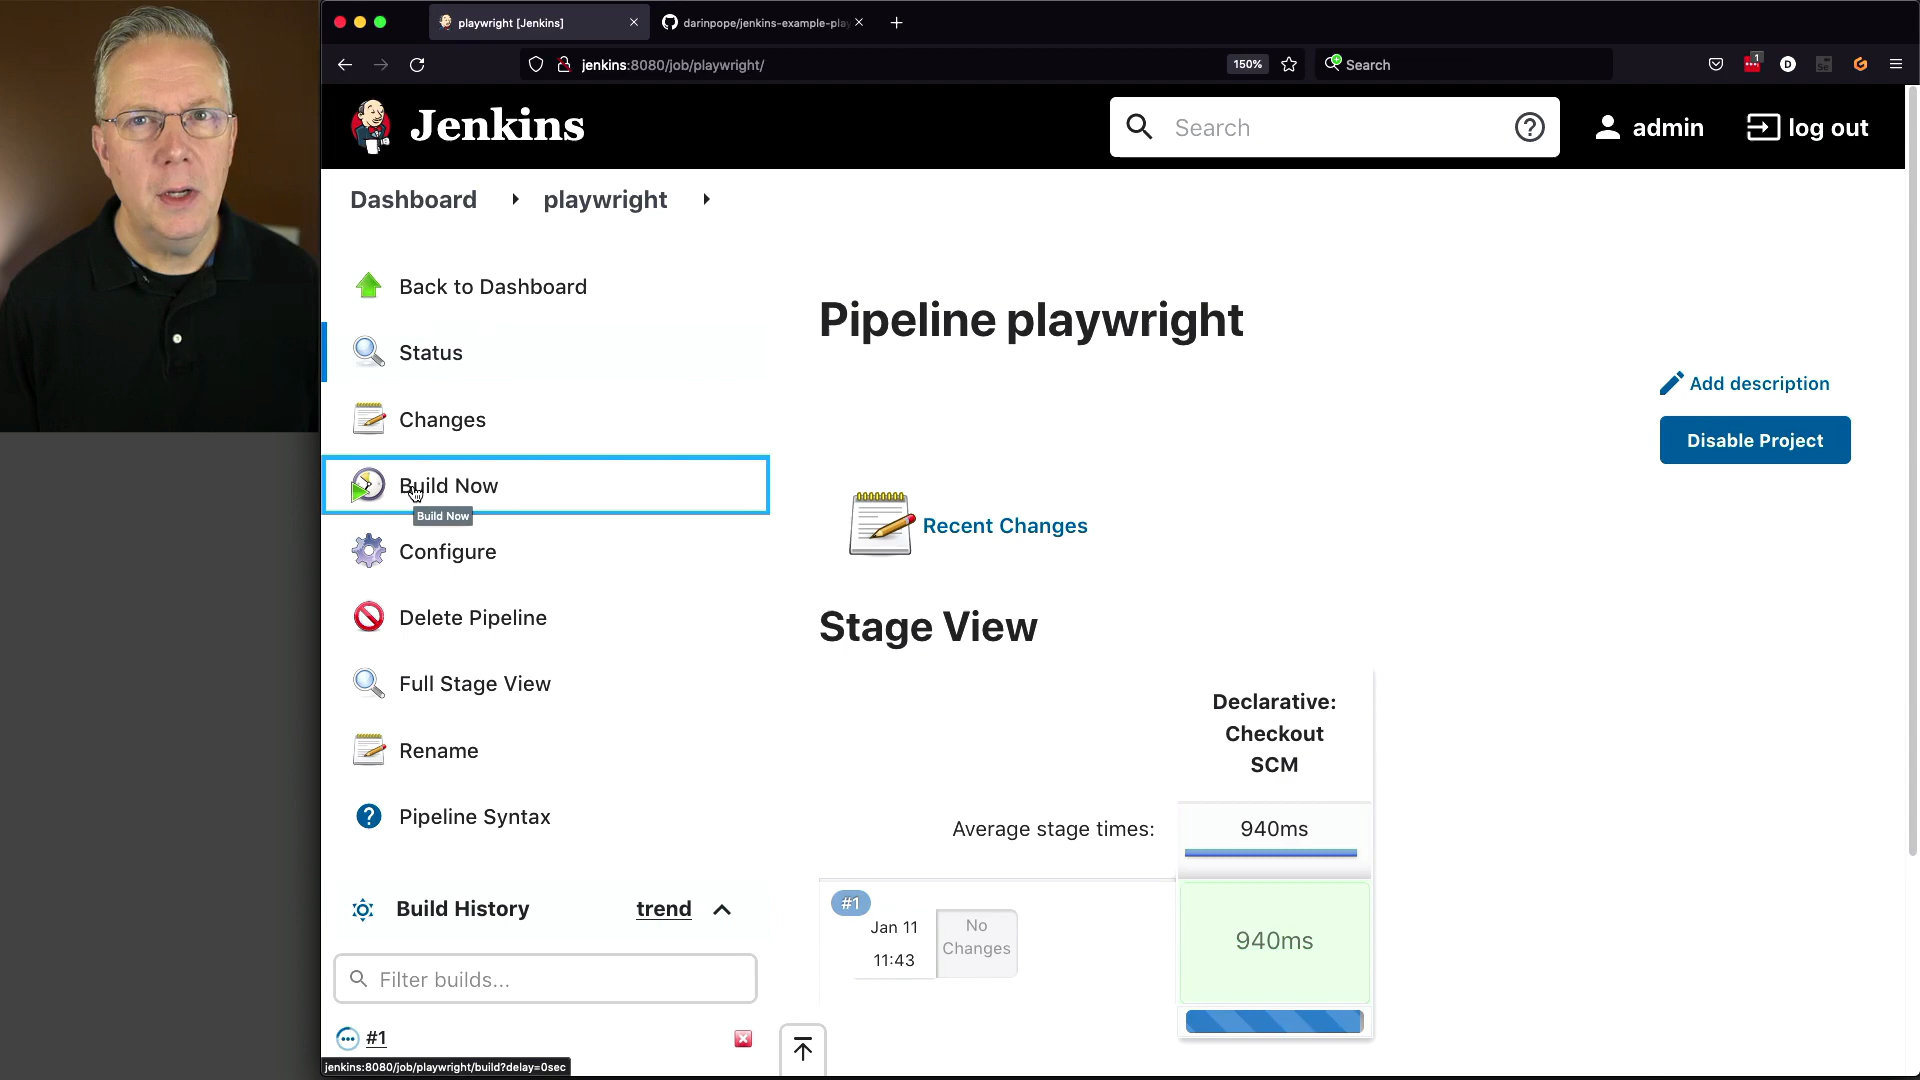 playwright [Jenkins]
darinpope/jenkins-example-play
jenkins:8080/job/playwright/
150%
Search
1
D
Se
Jenkins
Search
admin
log out
Dashboard
playwright
Back to Dashboard
Status
Changes
Build Now
Build Now
Configure
Delete Pipeline
Full Stage View
Rename
Pipeline Syntax
Build History
trend
Filter builds...
#1
jenkins:8080/job/playwright/build?delay=0sec
Pipeline playwright
Add description
Disable Project
Recent Changes
Stage View
Declarative:
Checkout
SCM
Average stage times:
940ms
#1
Jan 11
11:43
No
Changes
940ms